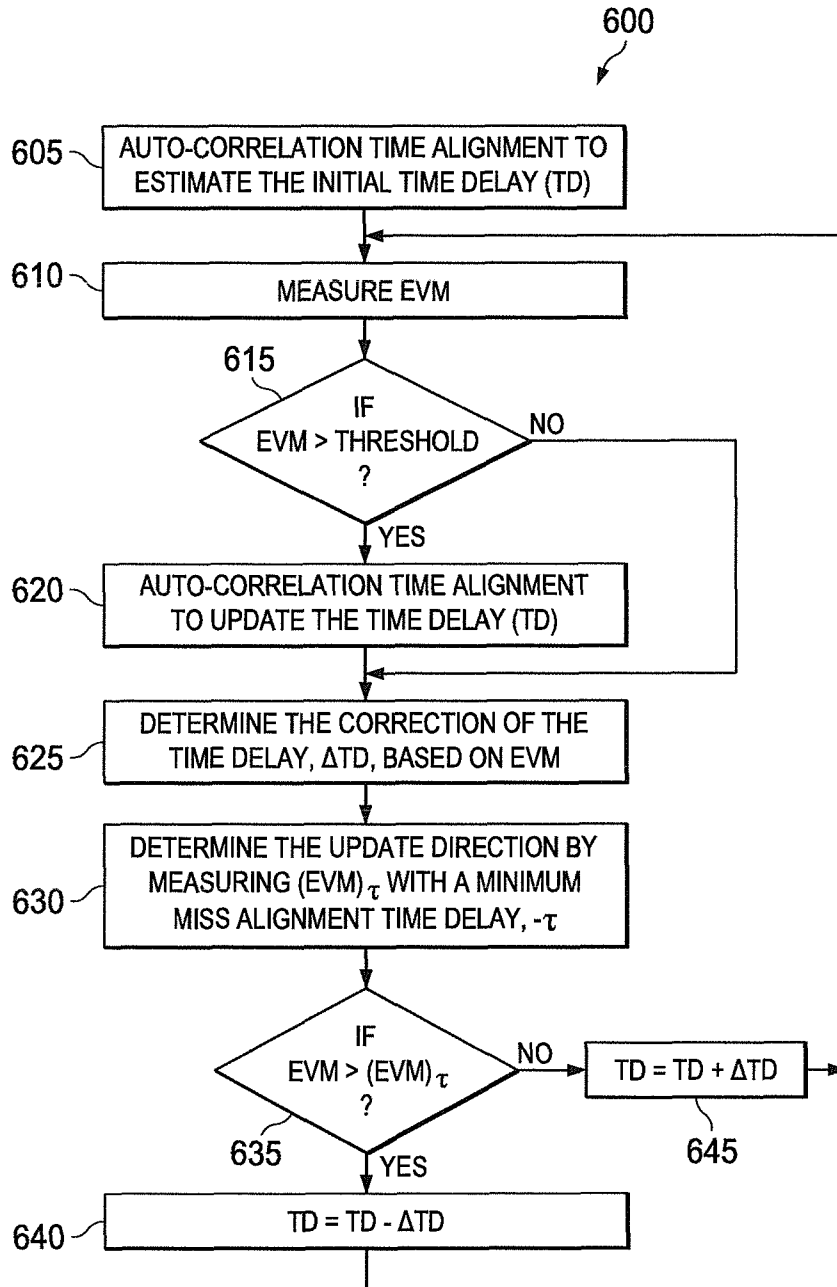 600
605
AUTO-CORRELATION TIME ALIGNMENT TO
ESTIMATE THE INITIAL TIME DELAY (TD)
610
MEASURE EVM
615
IF
EVM > THRESHOLD
?
NO
YES
620
AUTO-CORRELATION TIME ALIGNMENT
TO UPDATE THE TIME DELAY (TD)
625
DETERMINE THE CORRECTION OF THE
TIME DELAY, ΔTD, BASED ON EVM
630
DETERMINE THE UPDATE DIRECTION BY
MEASURING (EVM)τ WITH A MINIMUM
MISS ALIGNMENT TIME DELAY, -τ
IF
EVM > (EVM)τ
?
NO
635
YES
TD = TD + ΔTD
645
640
TD = TD - ΔTD